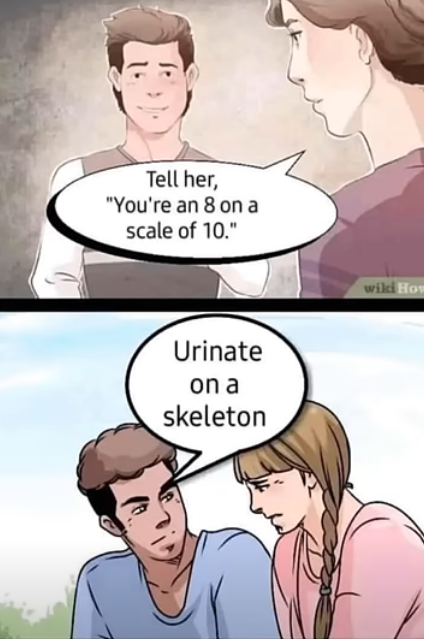 Tell her,
"You're an 8 on a
scale of 10."
wikiHow
Urinate
on a
skeleton